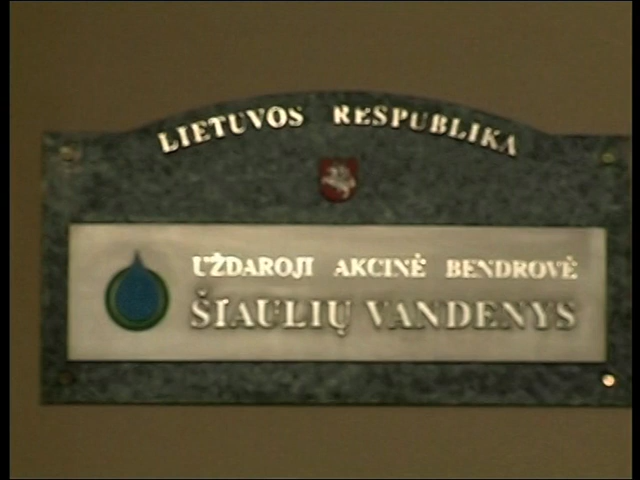 LIETUVOS RESPUBLIKA
UŽDAROJI AKCINĖ BENDROVĖ
ŠIAULIŲ VANDENYS